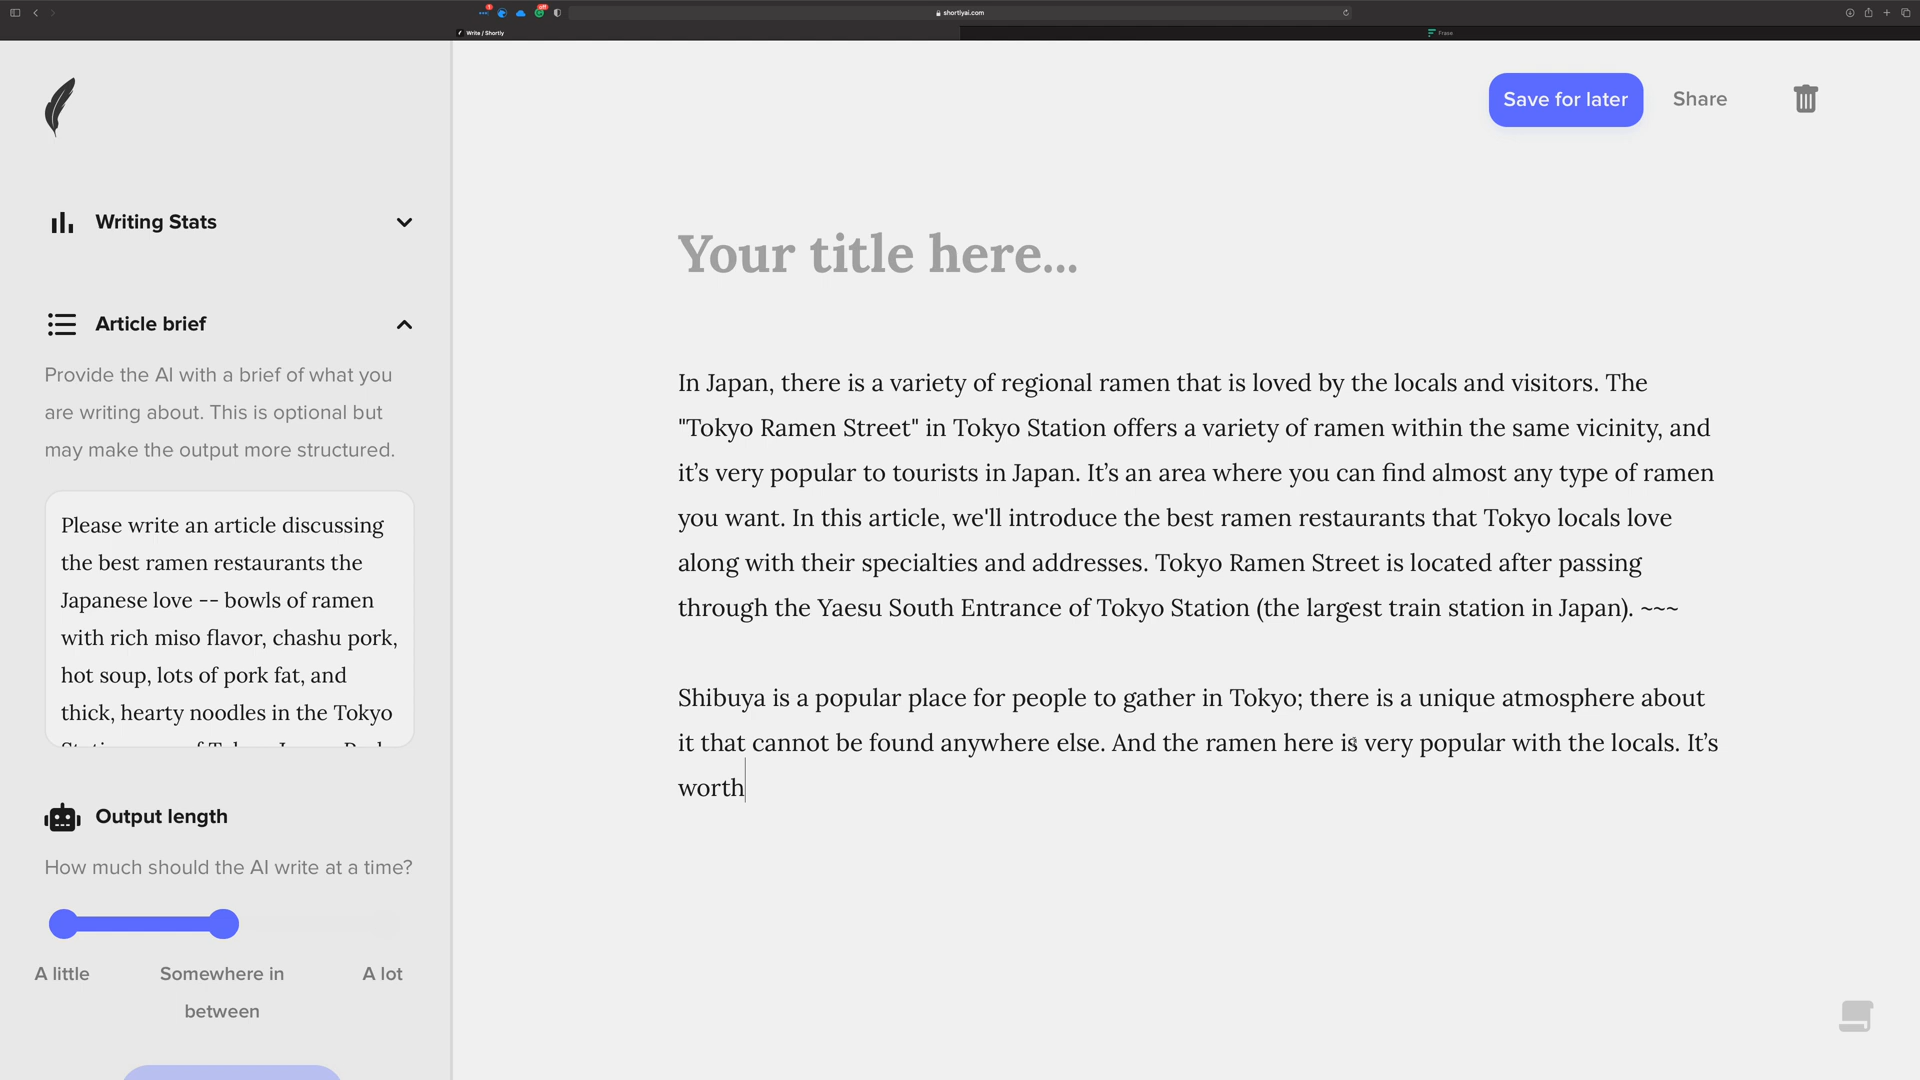 shortlyai.com
Write / Shortly
Frase
Save for later
Share
Writing Stats
Your title here...
Article brief
Provide the AI with a brief of what you
are writing about. This is optional but
may make the output more structured.
Please write an article discussing
the best ramen restaurants the
Japanese love -- bowls of ramen
with rich miso flavor, chashu pork,
hot soup, lots of pork fat, and
thick, hearty noodles in the Tokyo
In Japan, there is a variety of regional ramen that is loved by the locals and visitors. The
"Tokyo Ramen Street" in Tokyo Station offers a variety of ramen within the same vicinity, and
it’s very popular to tourists in Japan. It’s an area where you can find almost any type of ramen
you want. In this article, we'll introduce the best ramen restaurants that Tokyo locals love
along with their specialties and addresses. Tokyo Ramen Street is located after passing
through the Yaesu South Entrance of Tokyo Station (the largest train station in Japan). ~~~
Shibuya is a popular place for people to gather in Tokyo; there is a unique atmosphere about
it that cannot be found anywhere else. And the ramen here is very popular with the locals. It’s
worth
Output length
How much should the AI write at a time?
A little
Somewhere in
between
A lot